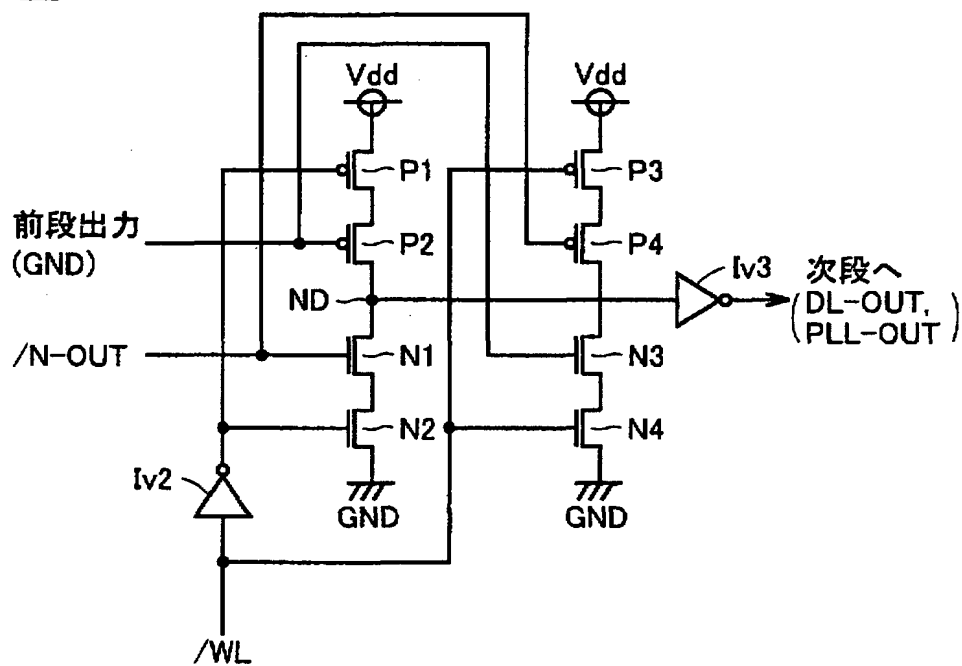 Vdd
Vdd
P1
P3
前段出力
(GND)
P2
P4
Iv3
次段へ
(DL-OUT,
PLL-OUT)
ND
/N-OUT
N1
N3
N2
N4
Iv2
GND
GND
/WL